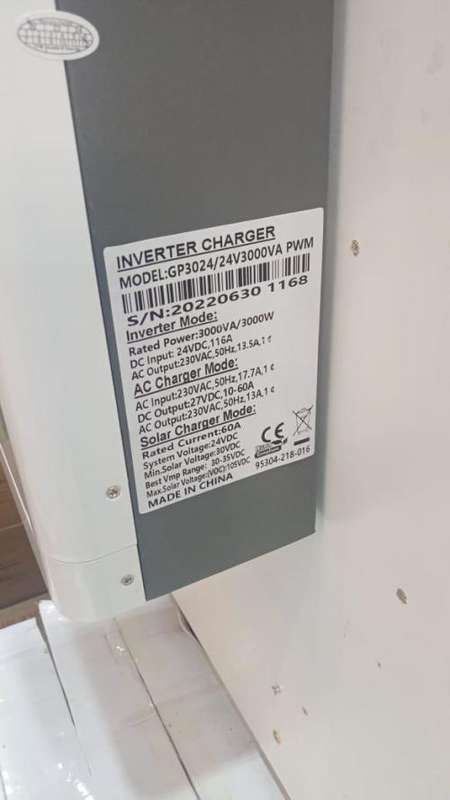 INVERTER CHARGER
MODEL:GP3024/24V3000VA PWM
S/N:20220630 1168
Inverter Mode:
Rated Power:3000VA/3000W
DC Input: 24VDC,116A
AC Output:230VAC,50Hz,13.5A,1¢
AC Charger Mode:
AC Input:230VAC,50Hz,17.7A,1¢
DC Output:27VDC,10-60A
AC Output:230VAC,50Hz,13A,1¢
Solar Charger Mode:
Rated Current:60A
System Voltage:24VDC
Min.Solar Voltage:30VDC
Best Vmp Range: 30-35VDC
Max.Solar Voltage:(VOC):105VDC
MADE IN CHINA
CE
95304-218-016